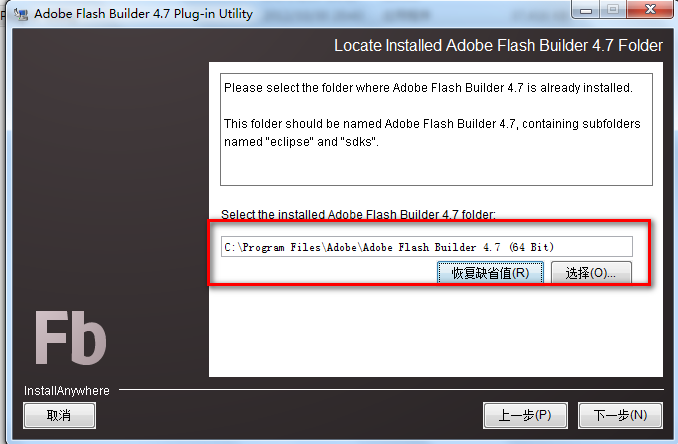 Adobe Flash Builder 4.7 Plug-in Utility
Locate Installed Adobe Flash Builder 4.7 Folder
Please select the folder where Adobe Flash Builder 4.7 is already installed.
This folder should be named Adobe Flash Builder 4.7, containing subfolders
named "eclipse" and "sdks".
Select the installed Adobe Flash Builder 4.7 folder:
C:\Program Files\Adobe\Adobe Flash Builder 4.7 (64 Bit)
恢复缺省值(R) 选择(O)...
Fb
InstallAnywhere
取消 上一步(P) 下一步(N)